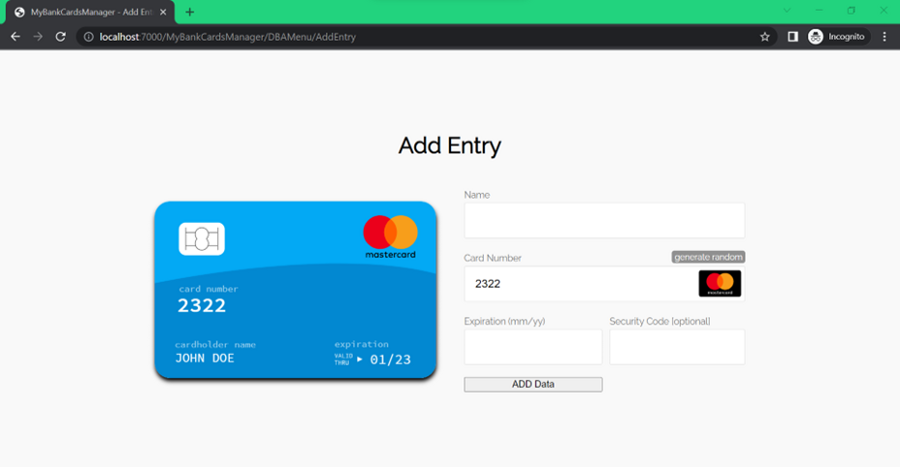 MyBankCardsManager - Add Ent
localhost:7000/MyBankCardsManager/DBAMenu/AddEntry
Incognito
Add Entry
mastercard
card number
2322
cardholder name
JOHN DOE
expiration
VALID
THRU
01/23
Name
Card Number
generate random
2322
mastercard
Expiration (mm/yy)
Security Code [optional]
ADD Data